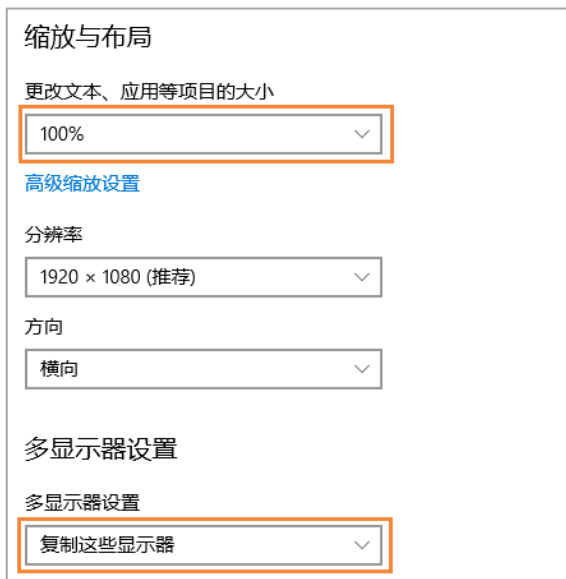 缩放与布局
更改文本、应用等项目的大小
100%
高级缩放设置
分辨率
1920 × 1080 (推荐)
方向
横向
多显示器设置
多显示器设置
复制这些显示器